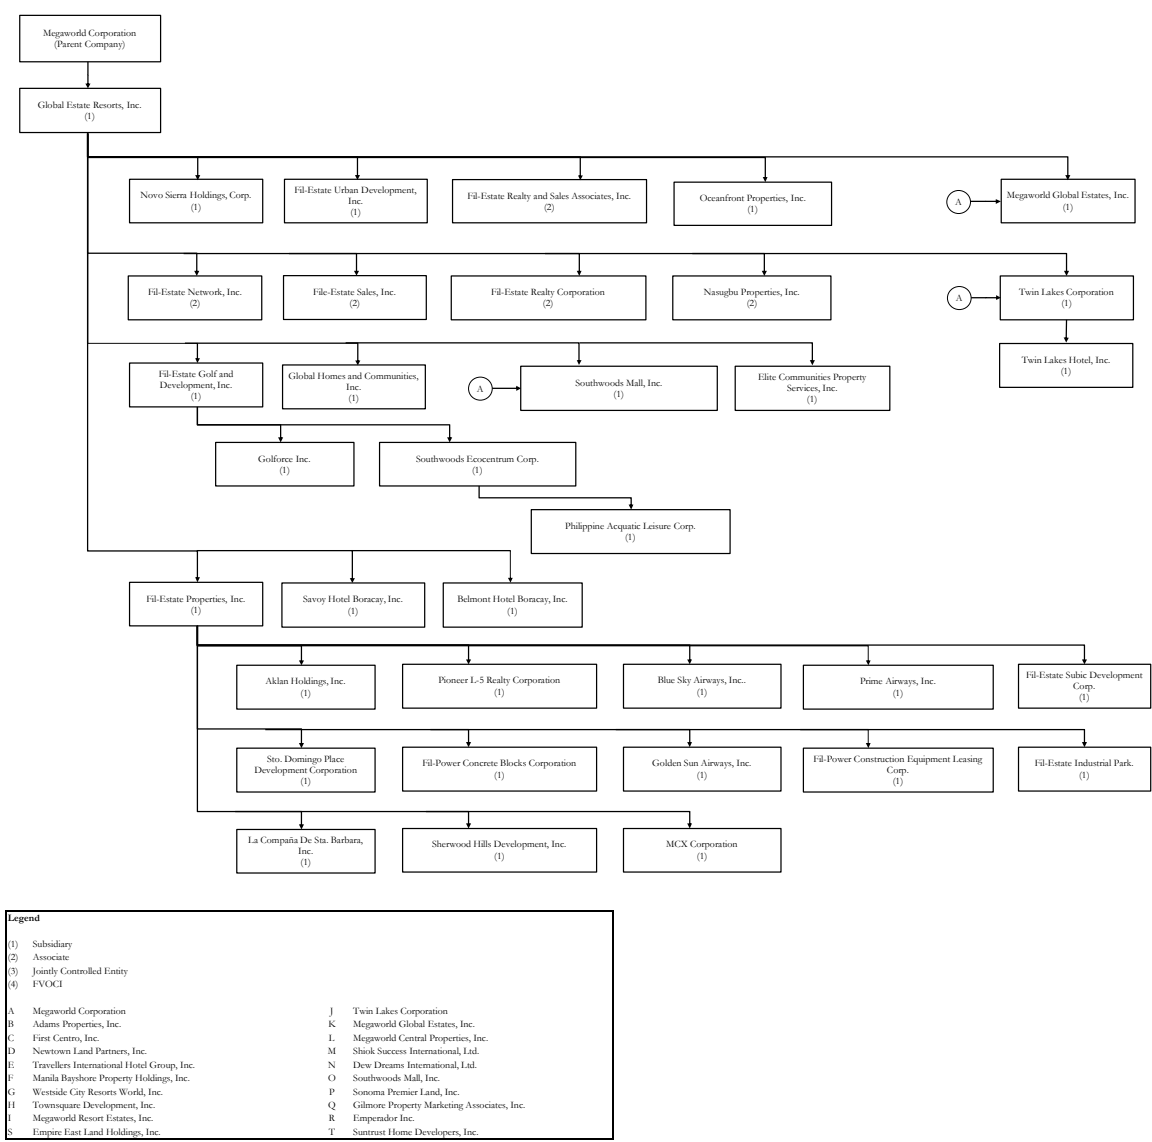 Megaworld Corporation
(Parent Company)
Global Estate Resorts, Inc.
(1)
Novo Sierra Holdings, Corp.
(1)
Fil-Estate Urban Development,
Inc.
(1)
Fil-Estate Realty and Sales Associates, Inc.
(2)
Oceanfront Properties, Inc.
(1)
A
Megaworld Global Estates, Inc.
(1)
Fil-Estate Network, Inc.
(2)
File-Estate Sales, Inc.
(2)
Fil-Estate Realty Corporation
(2)
Nasugbu Properties, Inc.
(2)
A
Twin Lakes Corporation
(1)
Twin Lakes Hotel, Inc.
(1)
Fil-Estate Golf and
Development, Inc.
(1)
Global Homes and Communities,
Inc.
(1)
A
Southwoods Mall, Inc.
(1)
Elite Communities Property
Services, Inc.
(1)
Golforce Inc.
(1)
Southwoods Ecocentrum Corp.
(1)
Philippine Acquatic Leisure Corp.
(1)
Fil-Estate Properties, Inc.
(1)
Savoy Hotel Boracay, Inc.
(1)
Belmont Hotel Boracay, Inc.
(1)
Aklan Holdings, Inc.
(1)
Pioneer L-5 Realty Corporation
(1)
Blue Sky Airways, Inc..
(1)
Prime Airways, Inc.
(1)
Fil-Estate Subic Development
Corp.
(1)
Sto. Domingo Place
Development Corporation
(1)
Fil-Power Concrete Blocks Corporation
(1)
Golden Sun Airways, Inc.
(1)
Fil-Power Construction Equipment Leasing
Corp.
(1)
Fil-Estate Industrial Park.
(1)
La Compaña De Sta. Barbara,
Inc.
(1)
Sherwood Hills Development, Inc.
(1)
MCX Corporation
(1)
Legend
(1) Subsidiary
(2) Associate
(3) Jointly Controlled Entity
(4) FVOCI
A Megaworld Corporation
B Adams Properties, Inc.
C First Centro, Inc.
D Newtown Land Partners, Inc.
E Travellers International Hotel Group, Inc.
F Manila Bayshore Property Holdings, Inc.
G Westside City Resorts World, Inc.
H Townsquare Development, Inc.
I Megaworld Resort Estates, Inc.
S Empire East Land Holdings, Inc.
J Twin Lakes Corporation
K Megaworld Global Estates, Inc.
L Megaworld Central Properties, Inc.
M Shiok Success International, Ltd.
N Dew Dreams International, Ltd.
O Southwoods Mall, Inc.
P Sonoma Premier Land, Inc.
Q Gilmore Property Marketing Associates, Inc.
R Emperador Inc.
T Suntrust Home Developers, Inc.